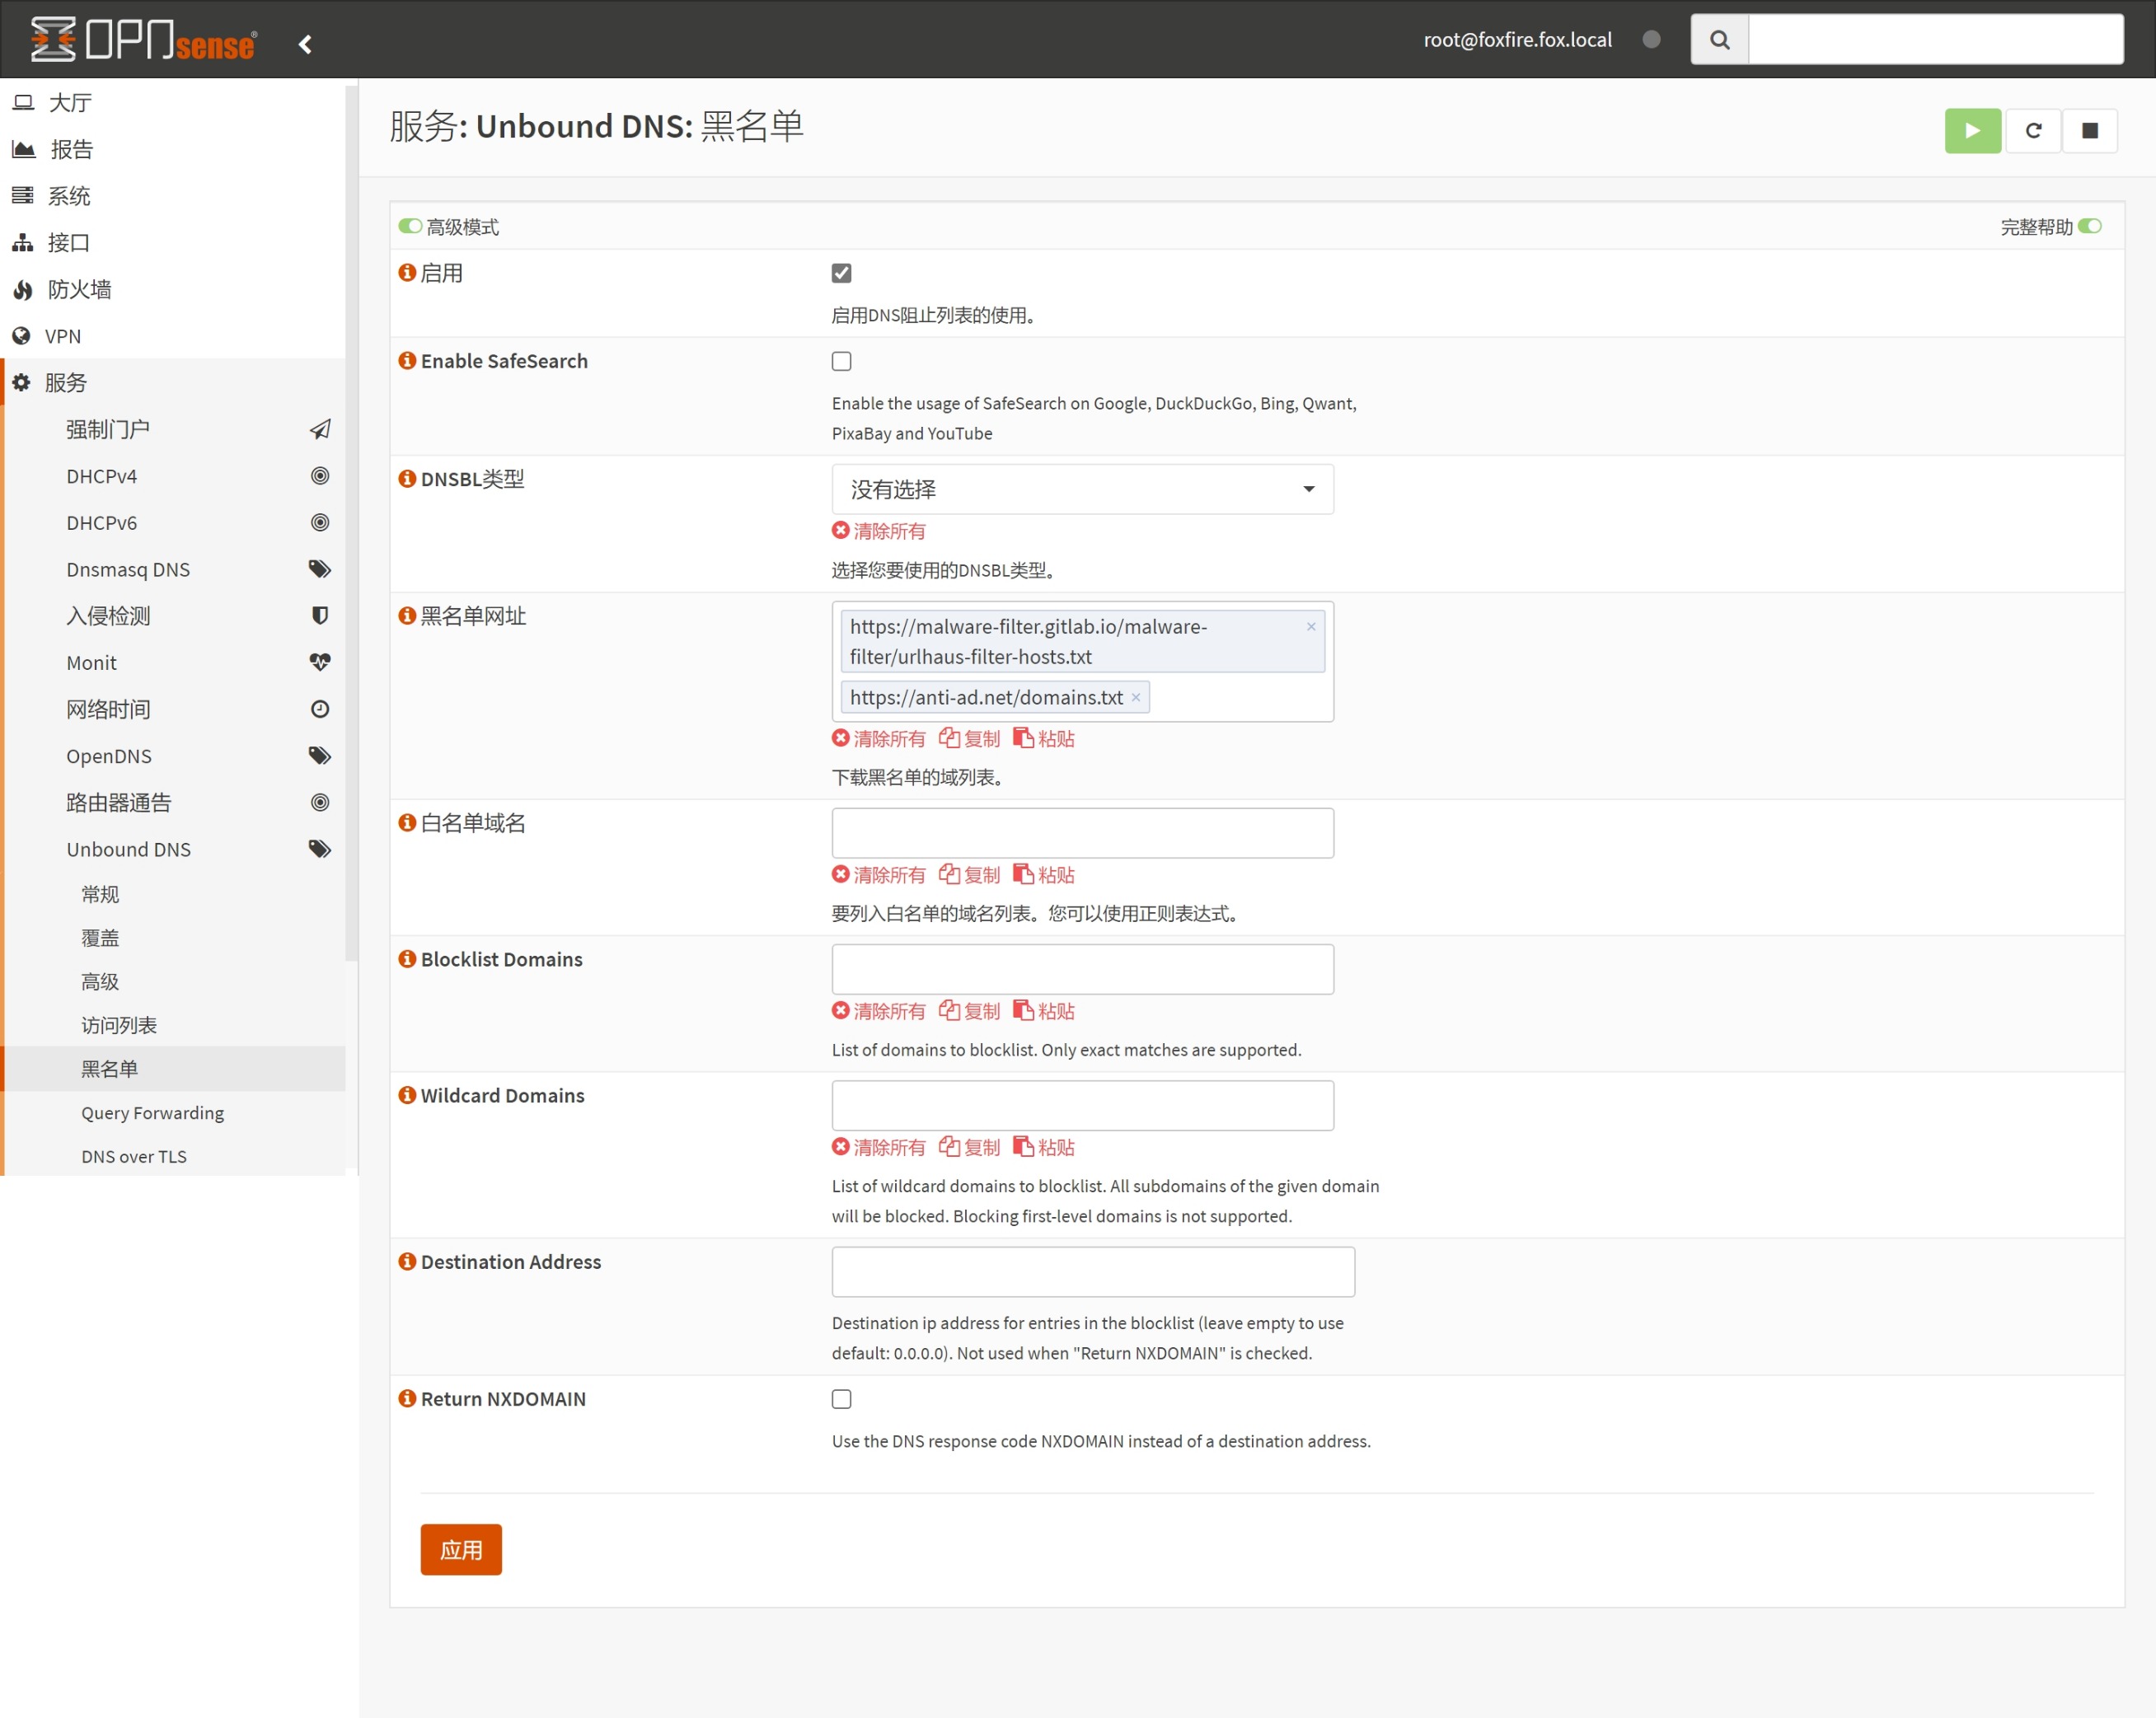 OPNsense®
root@foxfire.fox.local
大厅
报告
系统
接口
防火墙
VPN
服务
强制门户
DHCPv4
DHCPv6
Dnsmasq DNS
入侵检测
Monit
网络时间
OpenDNS
路由器通告
Unbound DNS
常规
覆盖
高级
访问列表
黑名单
Query Forwarding
DNS over TLS
服务: Unbound DNS: 黑名单
高级模式
完整帮助
启用
启用DNS阻止列表的使用。
Enable SafeSearch
Enable the usage of SafeSearch on Google, DuckDuckGo, Bing, Qwant,
PixaBay and YouTube
DNSBL类型
没有选择
清除所有
选择您要使用的DNSBL类型。
黑名单网址
https://malware-filter.gitlab.io/malware-
filter/urlhaus-filter-hosts.txt
https://anti-ad.net/domains.txt
清除所有 复制 粘贴
下载黑名单的域列表。
白名单域名
清除所有 复制 粘贴
要列入白名单的域名列表。您可以使用正则表达式。
Blocklist Domains
清除所有 复制 粘贴
List of domains to blocklist. Only exact matches are supported.
Wildcard Domains
清除所有 复制 粘贴
List of wildcard domains to blocklist. All subdomains of the given domain
will be blocked. Blocking first-level domains is not supported.
Destination Address
Destination ip address for entries in the blocklist (leave empty to use
default: 0.0.0.0). Not used when "Return NXDOMAIN" is checked.
Return NXDOMAIN
Use the DNS response code NXDOMAIN instead of a destination address.
应用